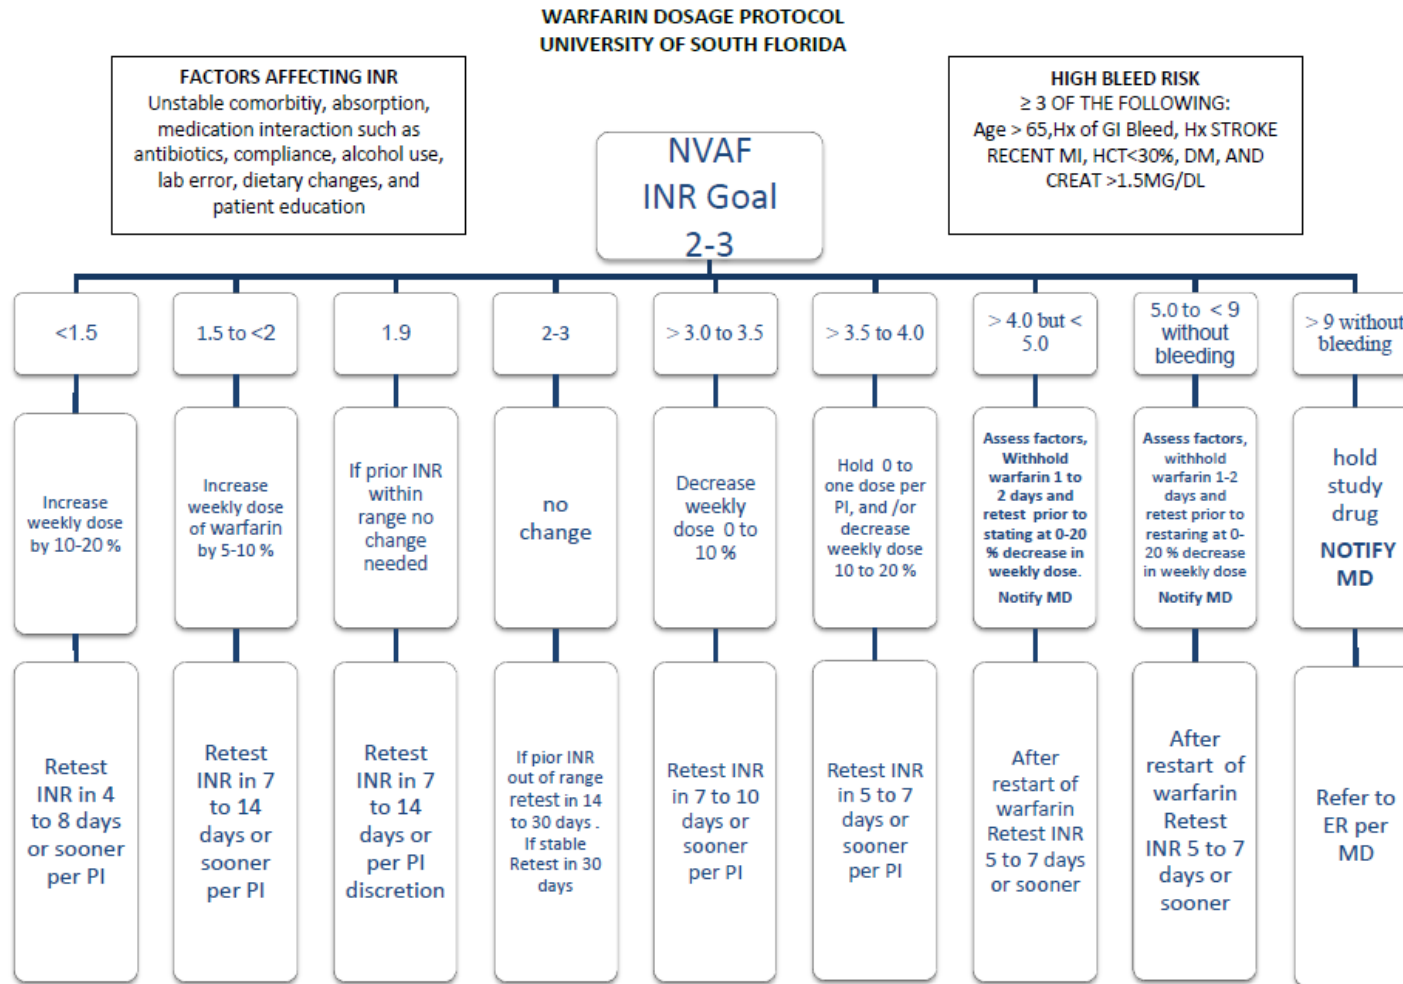 WARFARIN DOSAGE PROTOCOL
UNIVERSITY OF SOUTH FLORIDA
FACTORS AFFECTING INR
Unstable comorbitiy, absorption,
medication interaction such as
antibiotics, compliance, alcohol use,
lab error, dietary changes, and
patient education
HIGH BLEED RISK
≥ 3 OF THE FOLLOWING:
Age > 65,Hx of GI Bleed, Hx STROKE
RECENT MI, HCT<30%, DM, AND
CREAT >1.5MG/DL
NVAF
INR Goal
2-3
<1.5
1.5 to <2
1.9
2-3
> 3.0 to 3.5
> 3.5 to 4.0
> 4.0 but <
5.0
5.0 to < 9
without
bleeding
> 9 without
bleeding
Increase
weekly dose
by 10-20 %
Increase
weekly dose
of warfarin
by 5-10 %
If prior INR
within
range no
change
needed
no
change
Decrease
weekly
dose 0 to
10 %
Hold 0 to
one dose per
PI, and /or
decrease
weekly dose
10 to 20 %
Assess factors,
Withhold
warfarin 1 to
2 days and
retest prior to
stating at 0-20
% decrease in
weekly dose.
Notify MD
Assess factors,
withhold
warfarin 1-2
days and
retest prior to
restaring at 0-
20 % decrease
in weekly dose
Notify MD
hold
study
drug
NOTIFY
MD
Retest
INR in 4
to 8 days
or sooner
per PI
Retest
INR in 7
to 14
days or
sooner
per PI
Retest
INR in 7
to 14
days or
per PI
discretion
If pior INR
out of range
retest in 14
to 30 days .
If stable
Retest in 30
days
Retest INR
in 7 to 10
days or
sooner
per PI
Retest INR
in 5 to 7
days or
sooner
per PI
After
restart of
warfarin
Retest INR
5 to 7 days
or sooner
After
restart of
warfarin
Retest
INR 5 to 7
days or
sooner
Refer to
ER per
MD